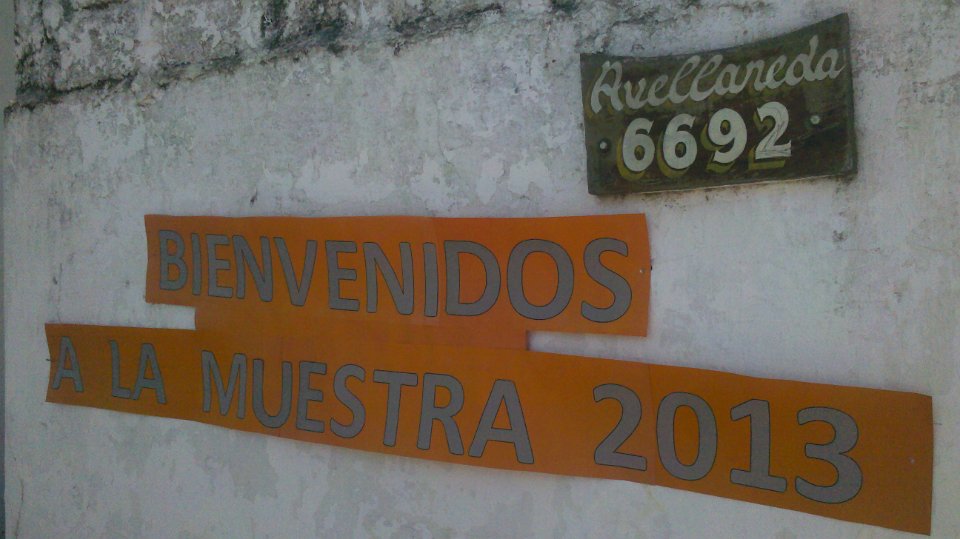 Avellaneda
6692
BIENVENIDOS
A LA MUESTRA 2013